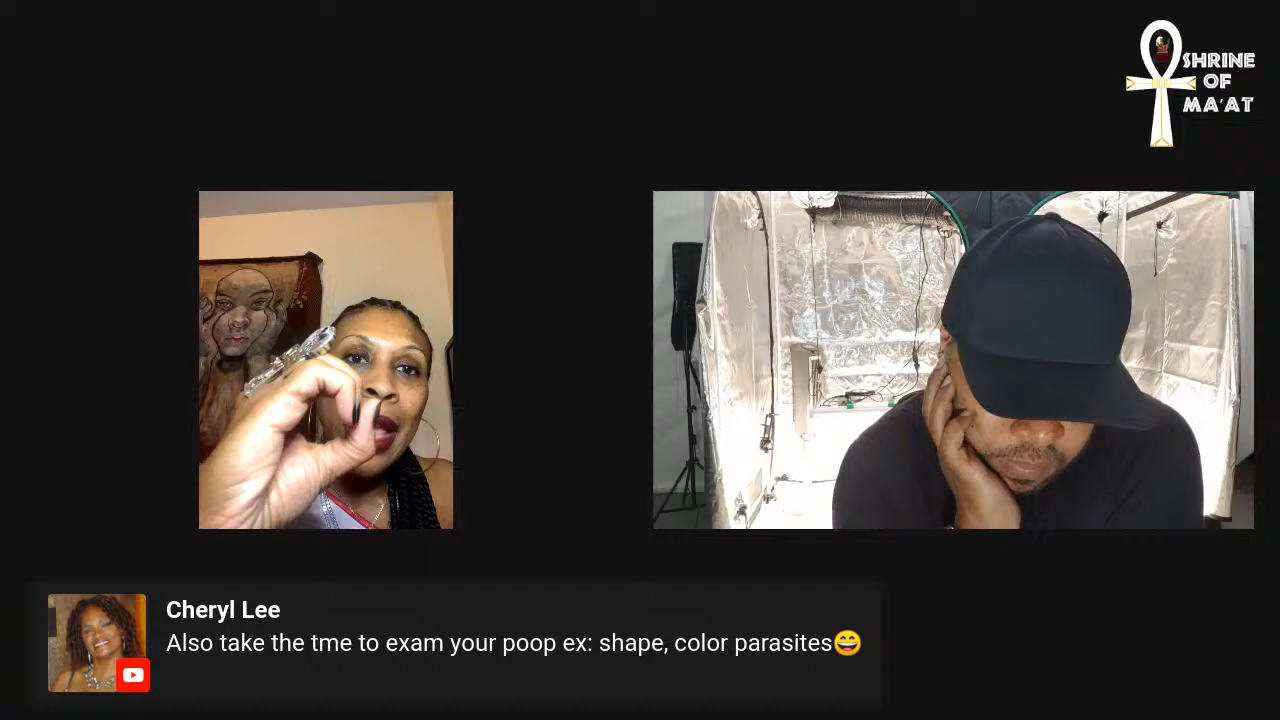 SHRINE
OF
MA'AT
Cheryl Lee
Also take the tme to exam your poop ex: shape, color parasites😄